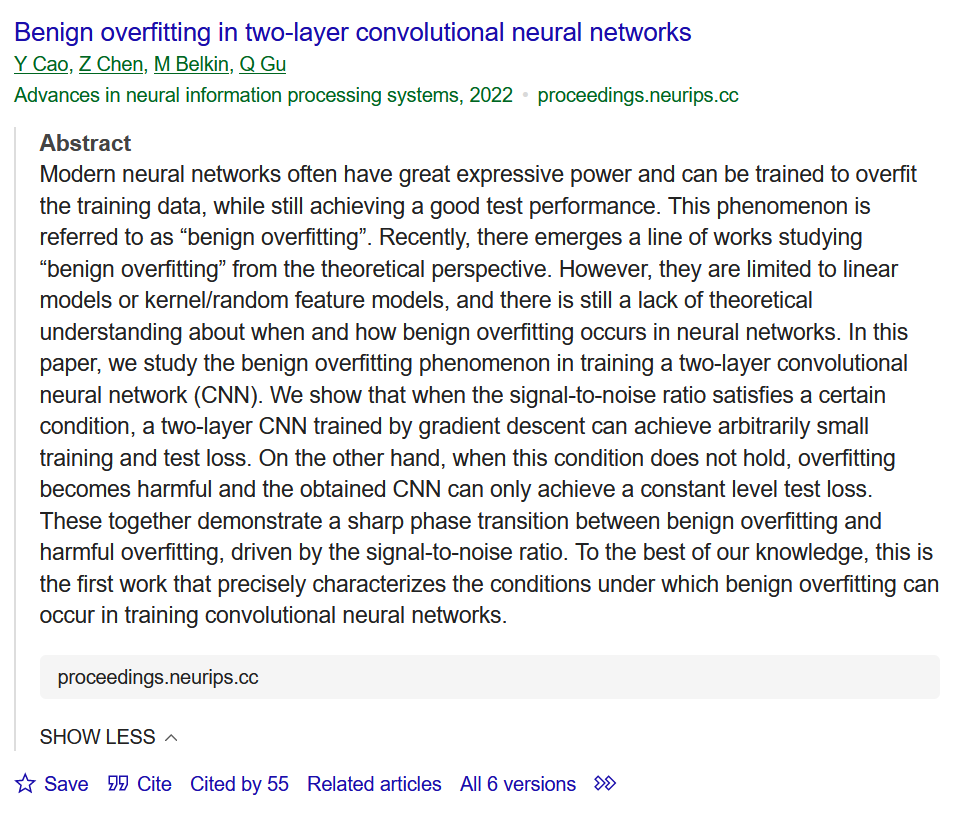 Benign overfitting in two-layer convolutional neural networks
Y Cao, Z Chen, M Belkin, Q Gu
Advances in neural information processing systems, 2022 • proceedings.neurips.cc
Abstract
Modern neural networks often have great expressive power and can be trained to overfit
the training data, while still achieving a good test performance. This phenomenon is
referred to as “benign overfitting”. Recently, there emerges a line of works studying
“benign overfitting” from the theoretical perspective. However, they are limited to linear
models or kernel/random feature models, and there is still a lack of theoretical
understanding about when and how benign overfitting occurs in neural networks. In this
paper, we study the benign overfitting phenomenon in training a two-layer convolutional
neural network (CNN). We show that when the signal-to-noise ratio satisfies a certain
condition, a two-layer CNN trained by gradient descent can achieve arbitrarily small
training and test loss. On the other hand, when this condition does not hold, overfitting
becomes harmful and the obtained CNN can only achieve a constant level test loss.
These together demonstrate a sharp phase transition between benign overfitting and
harmful overfitting, driven by the signal-to-noise ratio. To the best of our knowledge, this is
the first work that precisely characterizes the conditions under which benign overfitting can
occur in training convolutional neural networks.
proceedings.neurips.cc
SHOW LESS
Save Cite Cited by 55 Related articles All 6 versions